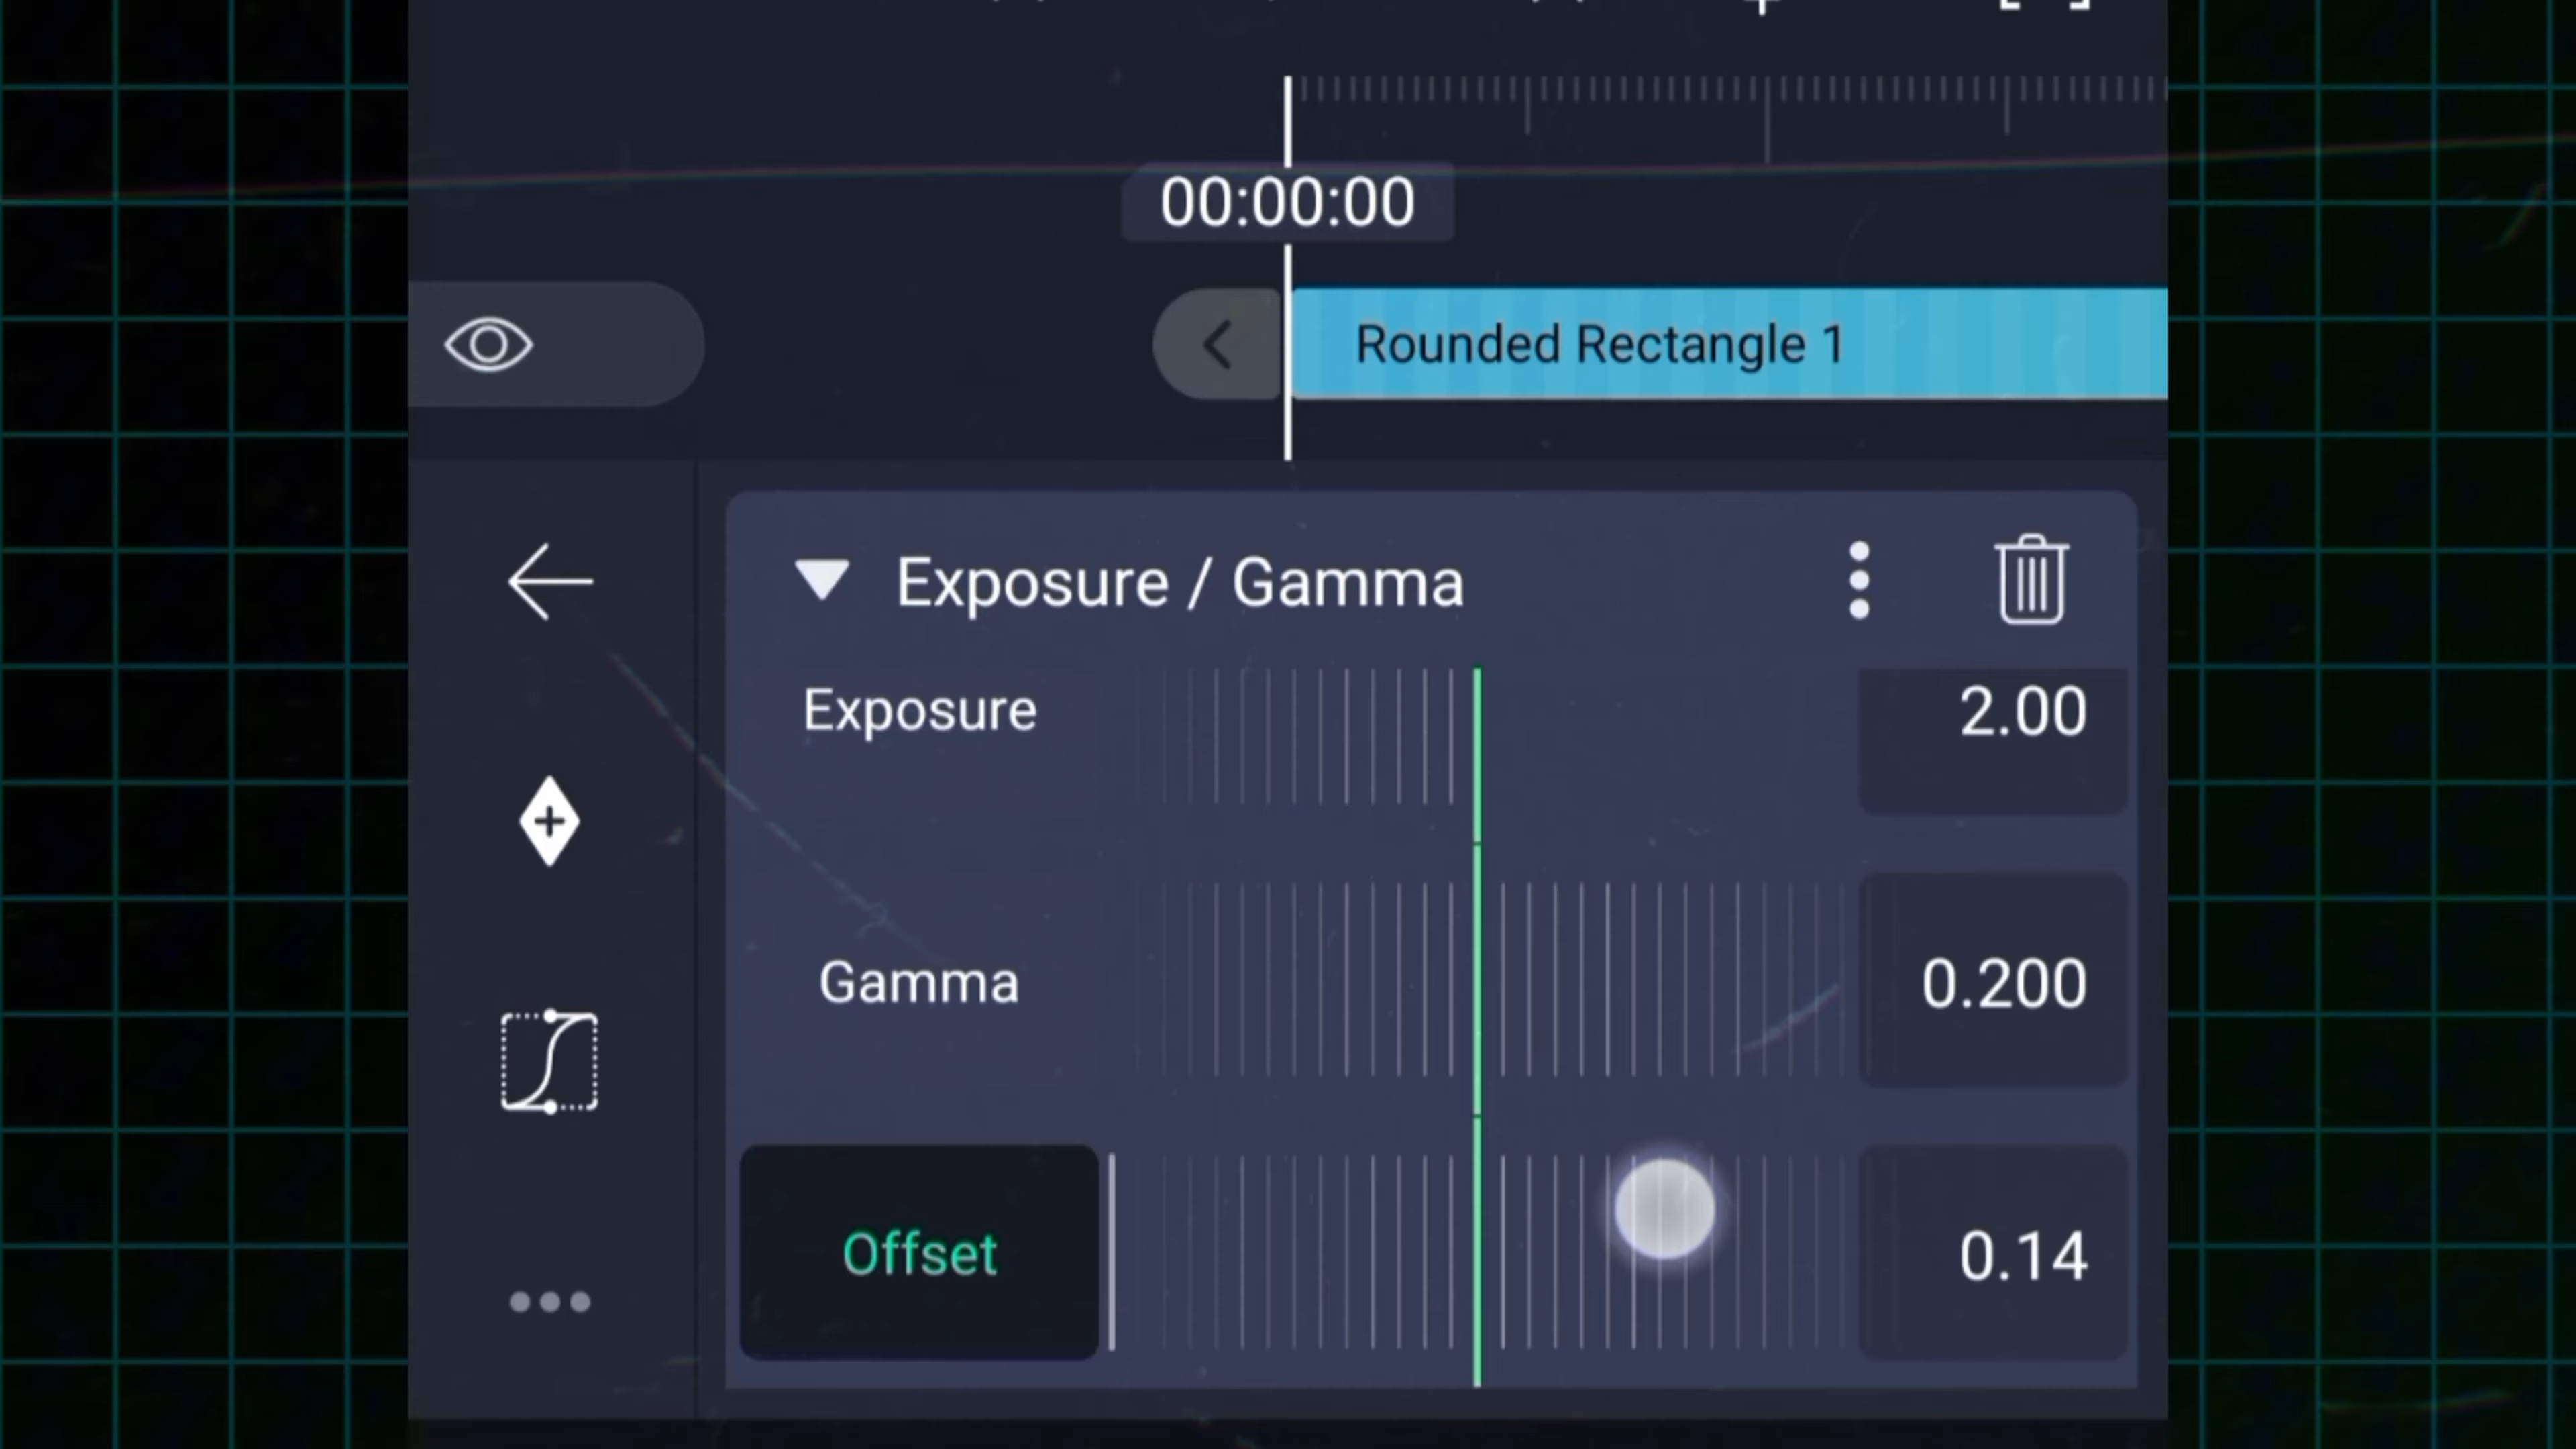 00:00:00
Rounded Rectangle 1
Exposure / Gamma
Exposure 2.00
Gamma 0.200
Offset 0.14